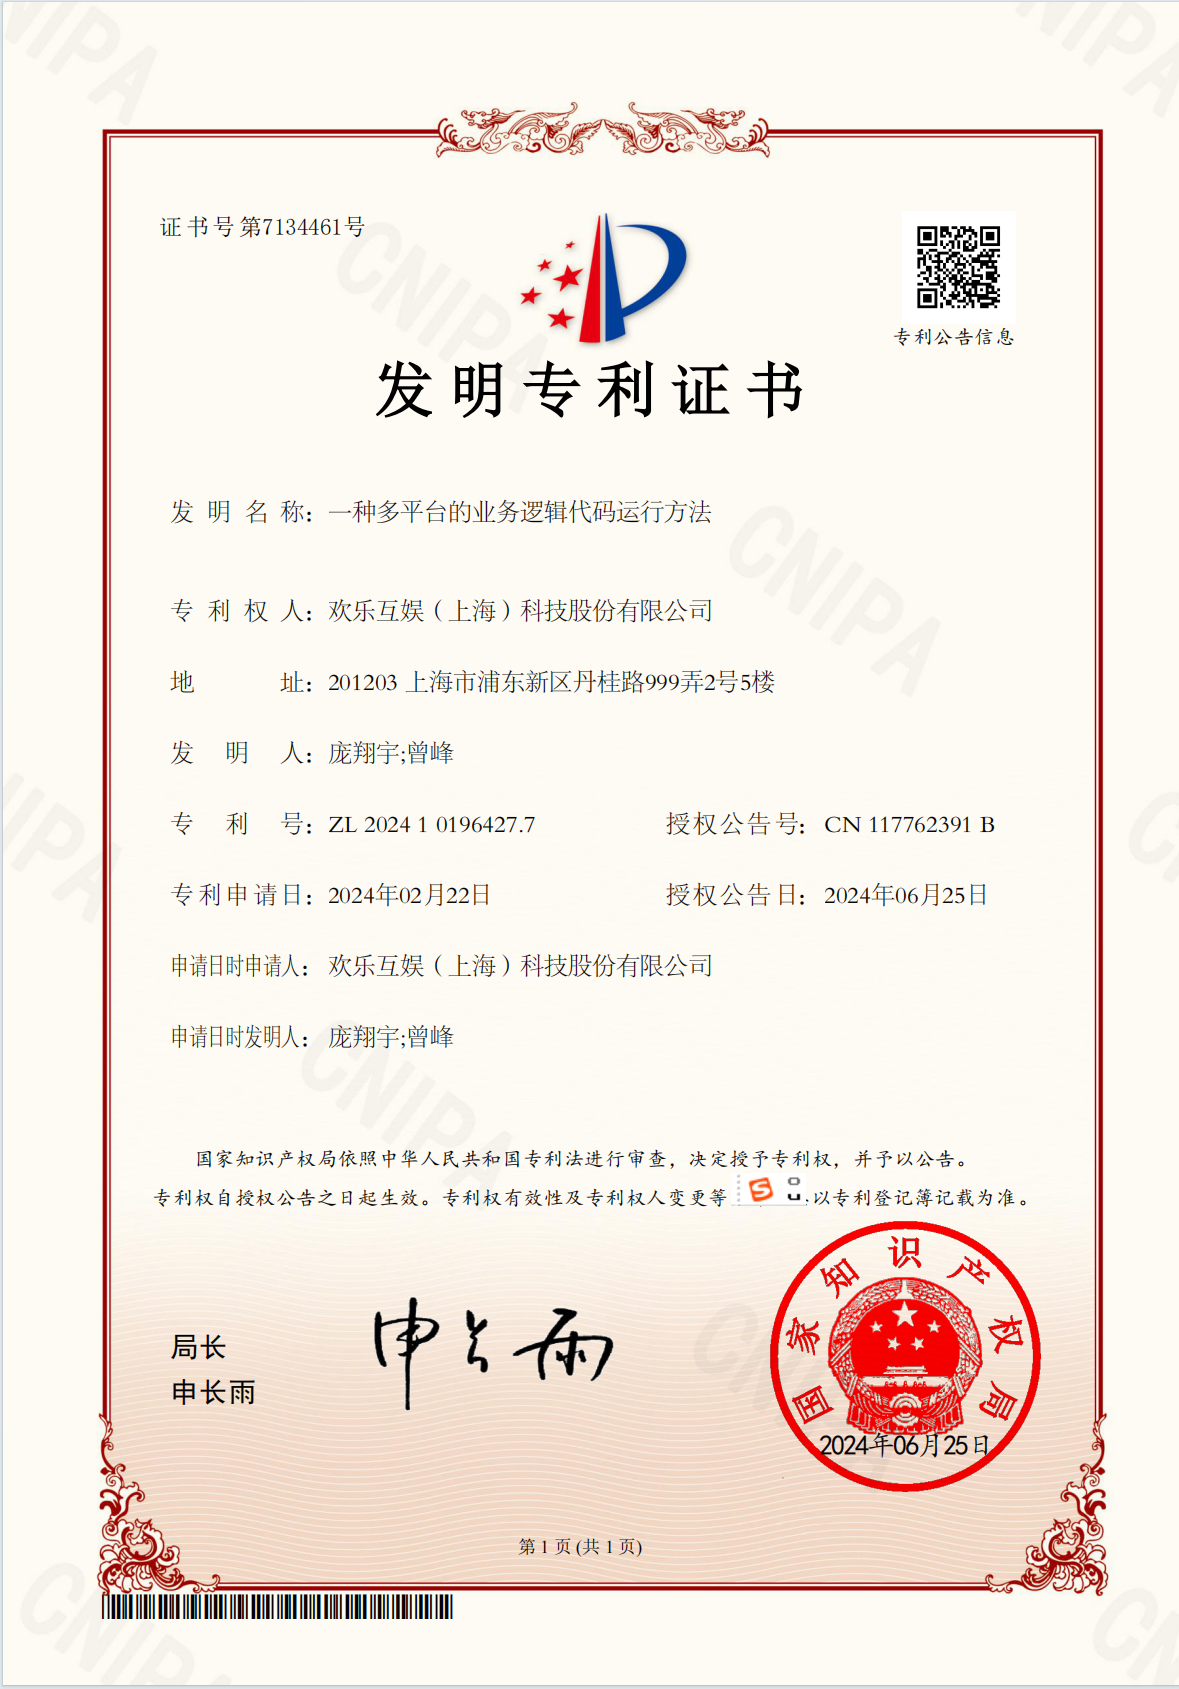 证书号第7134461号
专利公告信息
发明专利证书
发明名称：一种多平台的业务逻辑代码运行方法
专利权人：欢乐互娱（上海）科技股份有限公司
地址：201203 上海市浦东新区丹桂路999弄2号5楼
发明人：庞翔宇;曾峰
专利号：ZL 2024 1 0196427.7 授权公告号：CN 117762391 B
专利申请日：2024年02月22日 授权公告日：2024年06月25日
申请日时申请人：欢乐互娱（上海）科技股份有限公司
申请日时发明人：庞翔宇;曾峰
国家知识产权局依照中华人民共和国专利法进行审查，决定授予专利权，并予以公告。
专利权自授权公告之日起生效。专利权有效性及专利权人变更等 以专利登记簿记载为准。
局长
申长雨
申长雨
国家知识产权局
2024年06月25日
第 1 页 (共 1 页)
CNIPA
CNIPA
CNIPA
CNIPA
CNIPA
CNIPA